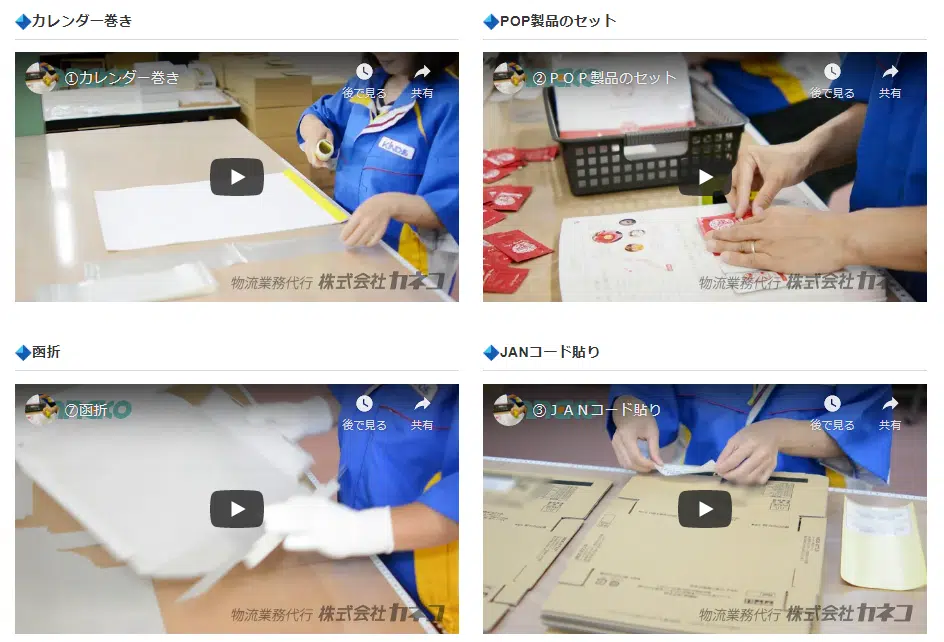 カレンダー巻き
POP製品のセット
①カレンダー巻き
後で見る
共有
物流業務代行 株式会社カネコ
②ＰＯＰ製品のセット
後で見る
共有
物流業務代行 株式会社カネコ
函折
JANコード貼り
⑦函折
後で見る
共有
物流業務代行 株式会社カネコ
③ＪＡＮコード貼り
後で見る
共有
物流業務代行 株式会社カネコ